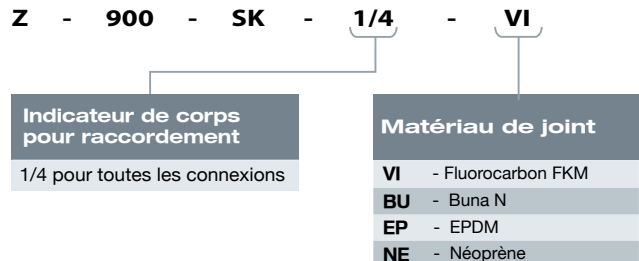 Z - 900 - SK - 1/4 - VI
Indicateur de corps
pour raccordement
1/4 pour toutes les connexions
Matériau de joint
VI - Fluorocarbon FKM
BU - Buna N
EP - EPDM
NE - Néoprène